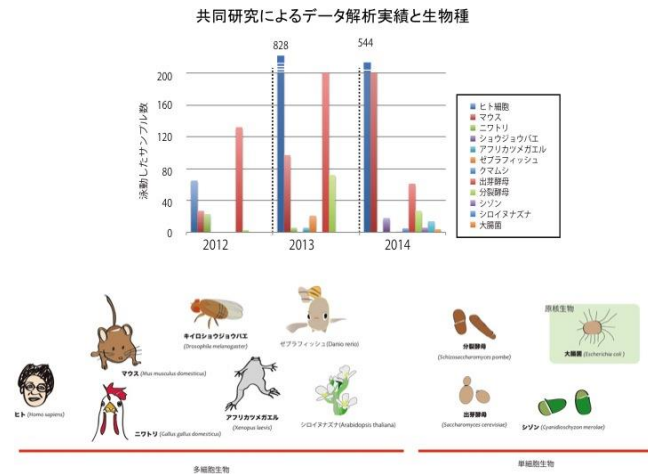 共同研究によるデータ解析実績と生物種
828
544
泳動したサンプル数
200
160
120
80
40
0
2012
2013
2014
ヒト細胞
マウス
ニワトリ
ショウジョウバエ
アフリカツメガエル
ゼブラフィッシュ
クマムシ
出芽酵母
分裂酵母
シゾン
シロイヌナズナ
大腸菌
キイロショウジョウバエ
(Drosophila melanogaster)
ゼブラフィッシュ(Danio rerio)
マウス (Mus musculus domesticus)
アフリカツメガエル
(Xenopus laevis)
シロイヌナズナ(Arabidopsis thaliana)
ヒト (Homo sapiens)
ニワトリ (Gallus gallus domesticus)
多細胞生物
原核生物
分裂酵母
(Schizosaccharomyces pombe)
大腸菌 (Escherichia coli)
出芽酵母
(Saccharomyces cerevisiae)
シゾン (Cyanidioschyzon merolae)
単細胞生物